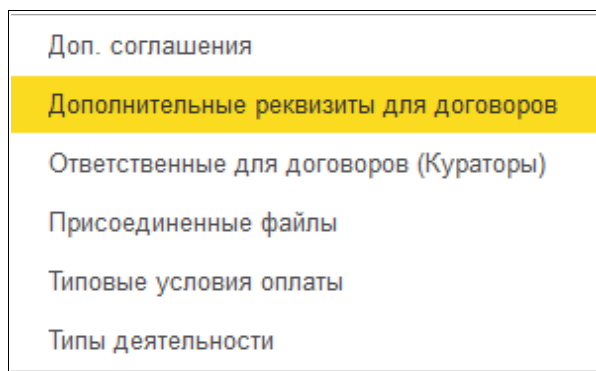 Доп. соглашения
Дополнительные реквизиты для договоров
Ответственные для договоров (Кураторы)
Присоединенные файлы
Типовые условия оплаты
Типы деятельности